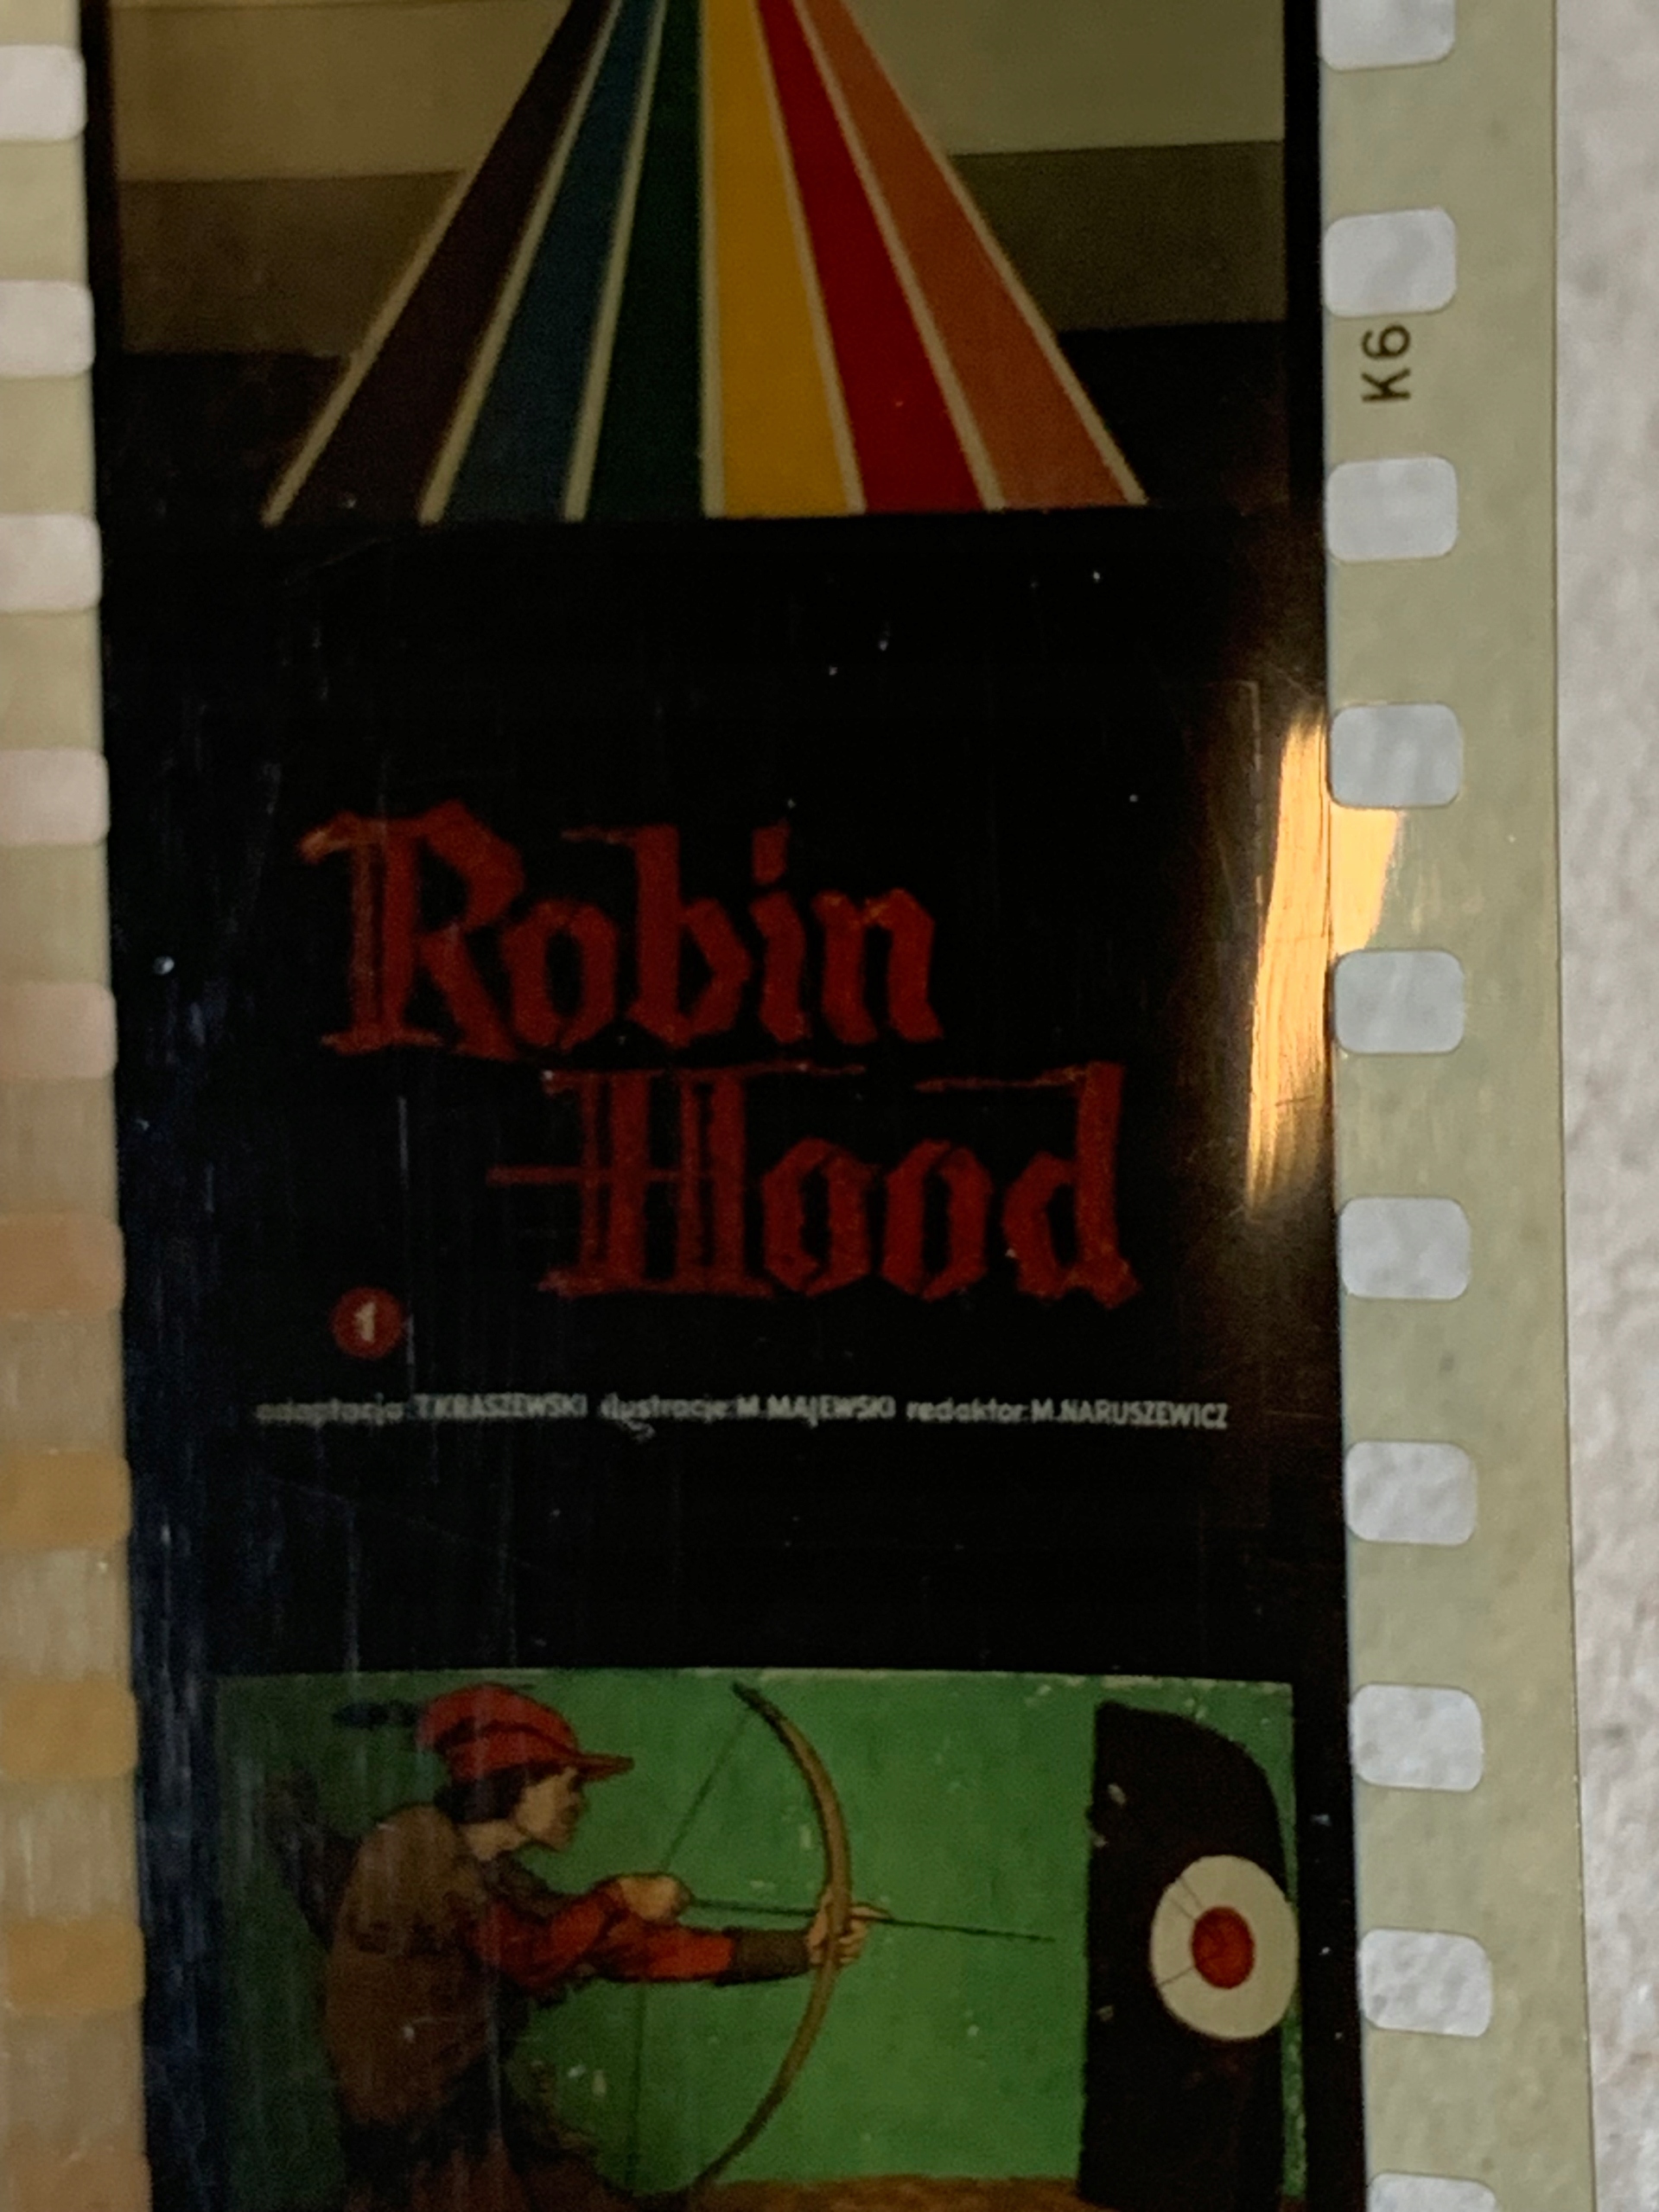 K6
Robin
Hood
1
adaptacja: T.KRASZEWSKI ilustracje: M.MAJEWSKI redaktor: M.NARUSZEWICZ